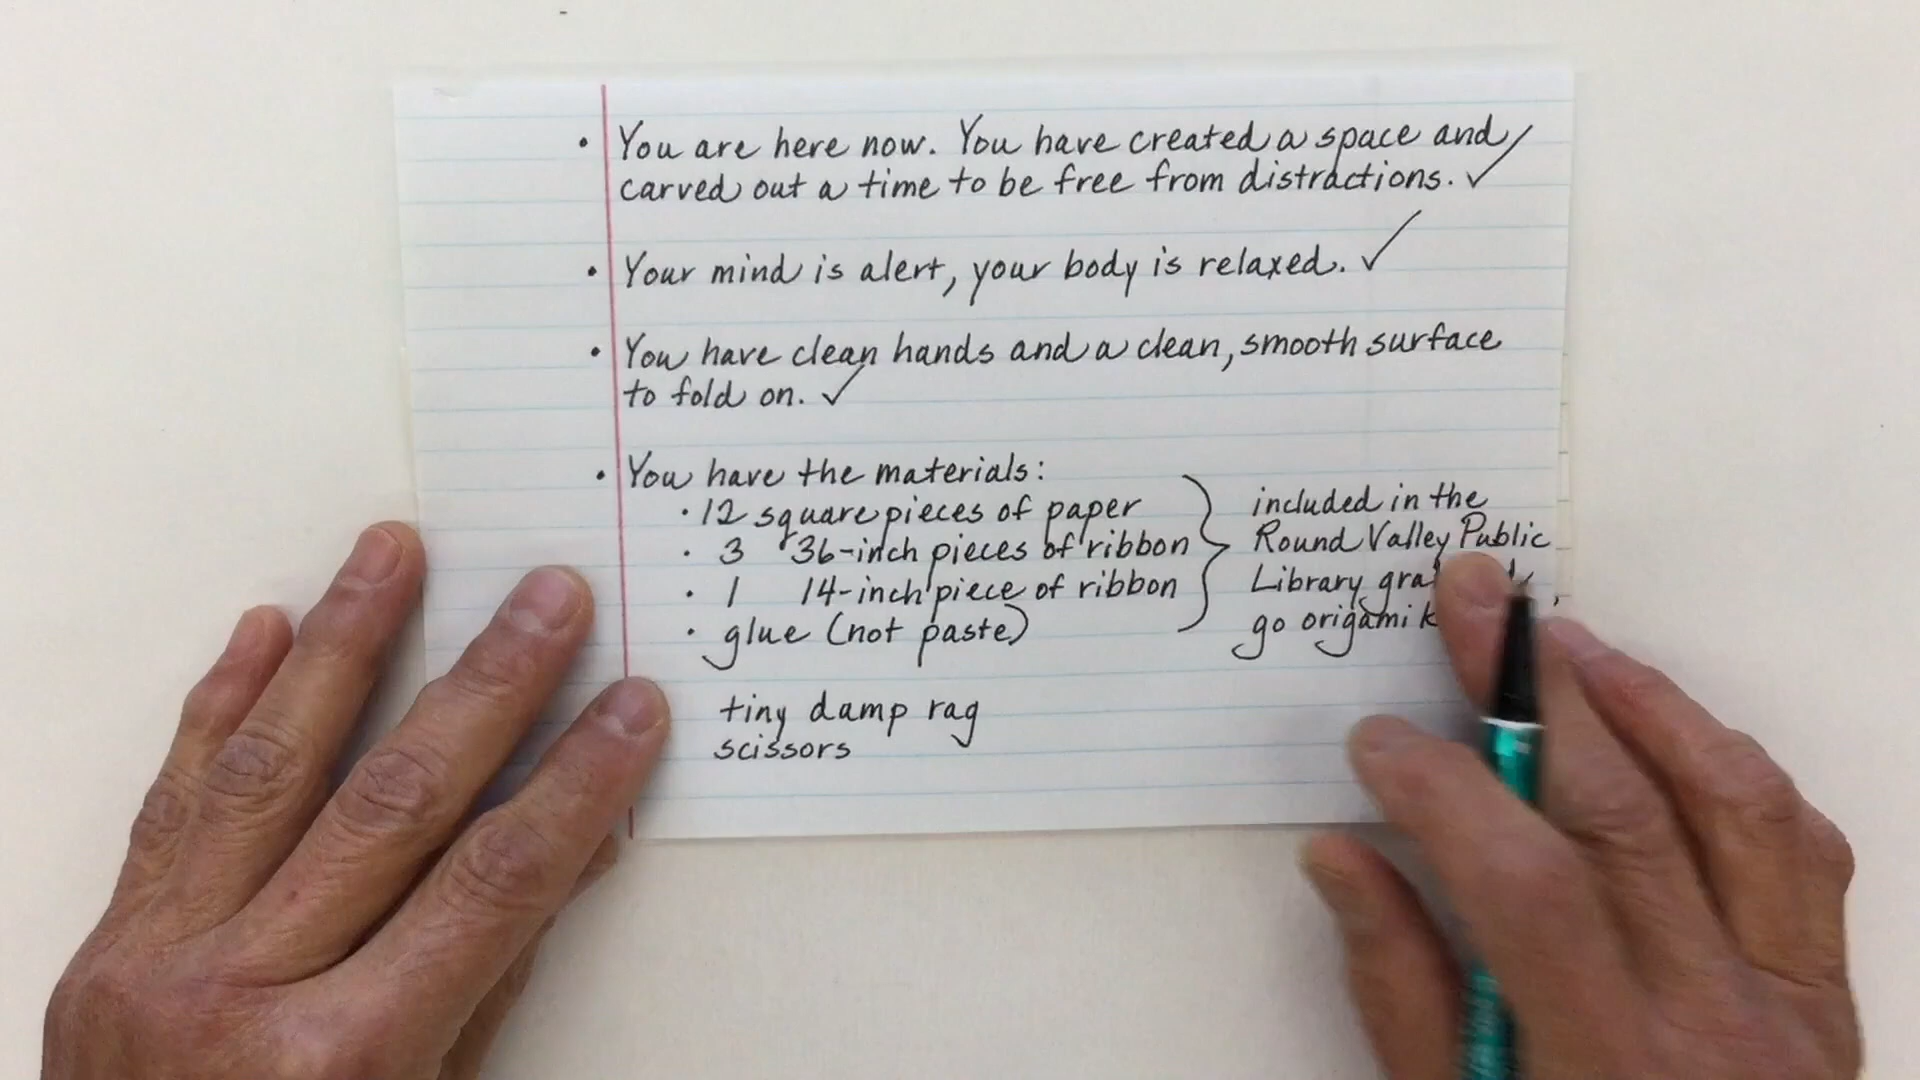 • You are here now. You have created a space and
carved out a time to be free from distractions. ✓
• Your mind is alert, your body is relaxed. ✓
• You have clean hands and a clean, smooth surface
to fold on. ✓
• You have the materials:
• 12 square pieces of paper
• 3 36-inch pieces of ribbon
• 1 14-inch piece of ribbon
• glue (not paste)
included in the
Round Valley Public
Library
go origami
tiny damp rag
scissors